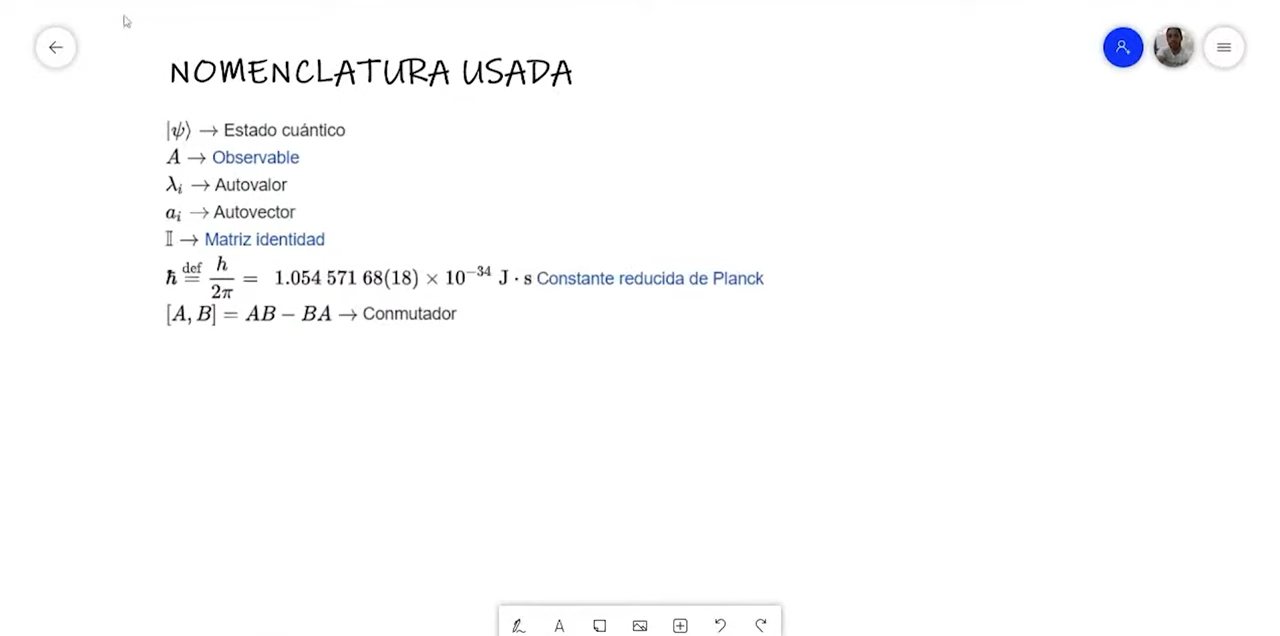 NOMENCLATURA USADA
|ψ⟩ → Estado cuántico
A → Observable
λᵢ → Autovalor
aᵢ → Autovector
𝕀 → Matriz identidad
ħ ≝ h/2π = 1.054 571 68(18) × 10⁻³⁴ J · s Constante reducida de Planck
[A, B] = AB − BA → Conmutador